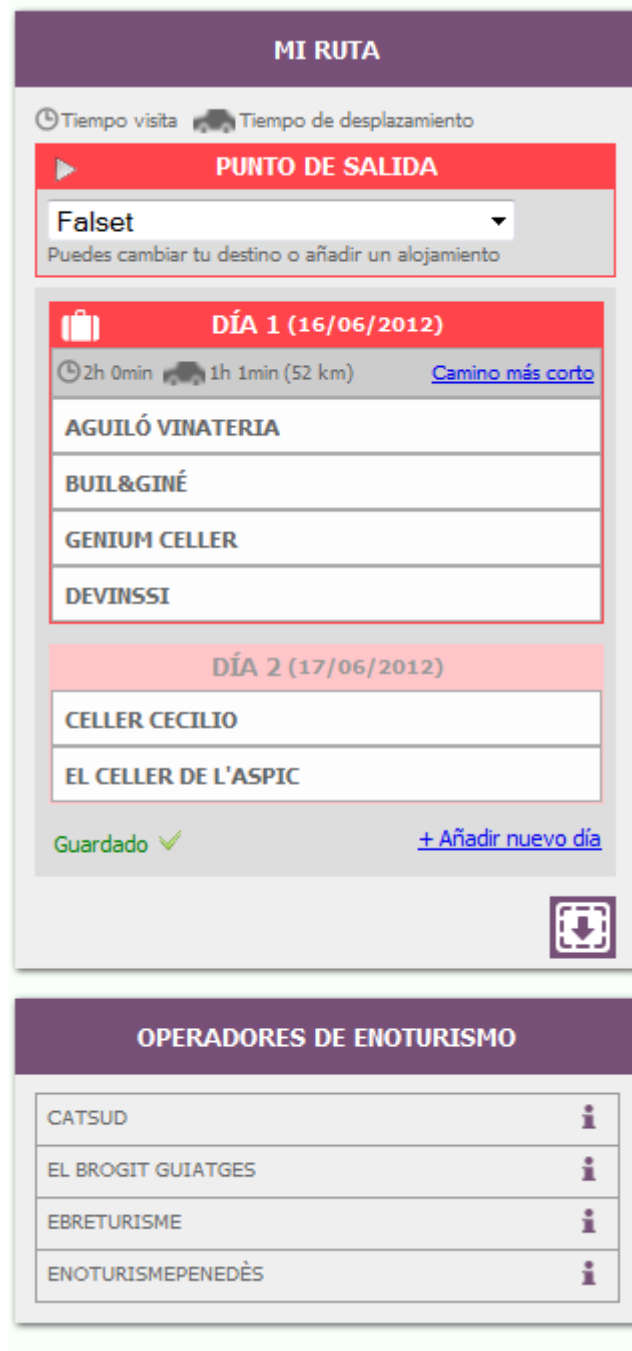 MI RUTA
Tiempo visita Tiempo de desplazamiento
PUNTO DE SALIDA
Falset
Puedes cambiar tu destino o añadir un alojamiento
DÍA 1 (16/06/2012)
2h 0min 1h 1min (52 km) Camino más corto
AGUILÓ VINATERIA
BUIL&GINÉ
GENIUM CELLER
DEVINSSI
DÍA 2 (17/06/2012)
CELLER CECILIO
EL CELLER DE L'ASPIC
Guardado + Añadir nuevo día
OPERADORES DE ENOTURISMO
CATSUD
EL BROGIT GUIATGES
EBRETURISME
ENOTURISMEPENEDÈS